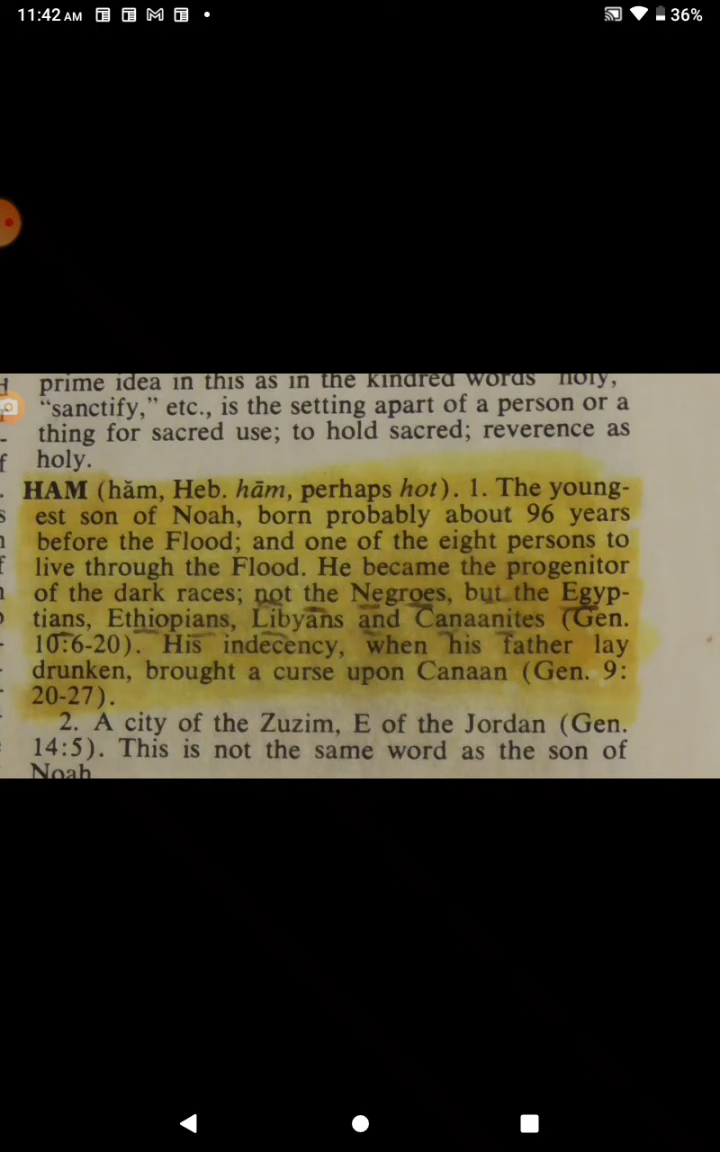 11:42 AM
36%
prime idea in this as in the kindred words "holy,"
"sanctify," etc., is the setting apart of a person or a
thing for sacred use; to hold sacred; reverence as
holy.
HAM (hăm, Heb. hām, perhaps hot). 1. The young-
est son of Noah, born probably about 96 years
before the Flood; and one of the eight persons to
live through the Flood. He became the progenitor
of the dark races; not the Negroes, but the Egyp-
tians, Ethiopians, Libyans and Canaanites (Gen.
10:6-20). His indecency, when his father lay
drunken, brought a curse upon Canaan (Gen. 9:
20-27).
2. A city of the Zuzim, E of the Jordan (Gen.
14:5). This is not the same word as the son of
Noah